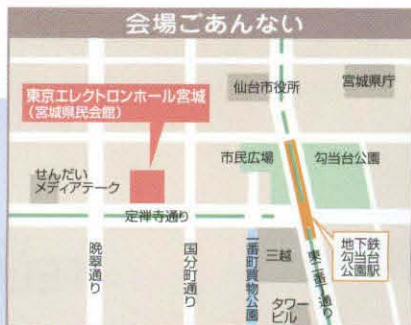 会場ごあんない
東京エレクトロンホール宮城
(宮城県民会館)
仙台市役所
宮城県庁
市民広場
勾当台公園
せんだい
メディアテーク
定禅寺通り
晩翠通り
国分町通り
一番町買物公園
三越
東二番丁通り
地下鉄
勾当台
公園駅
タワー
ビル